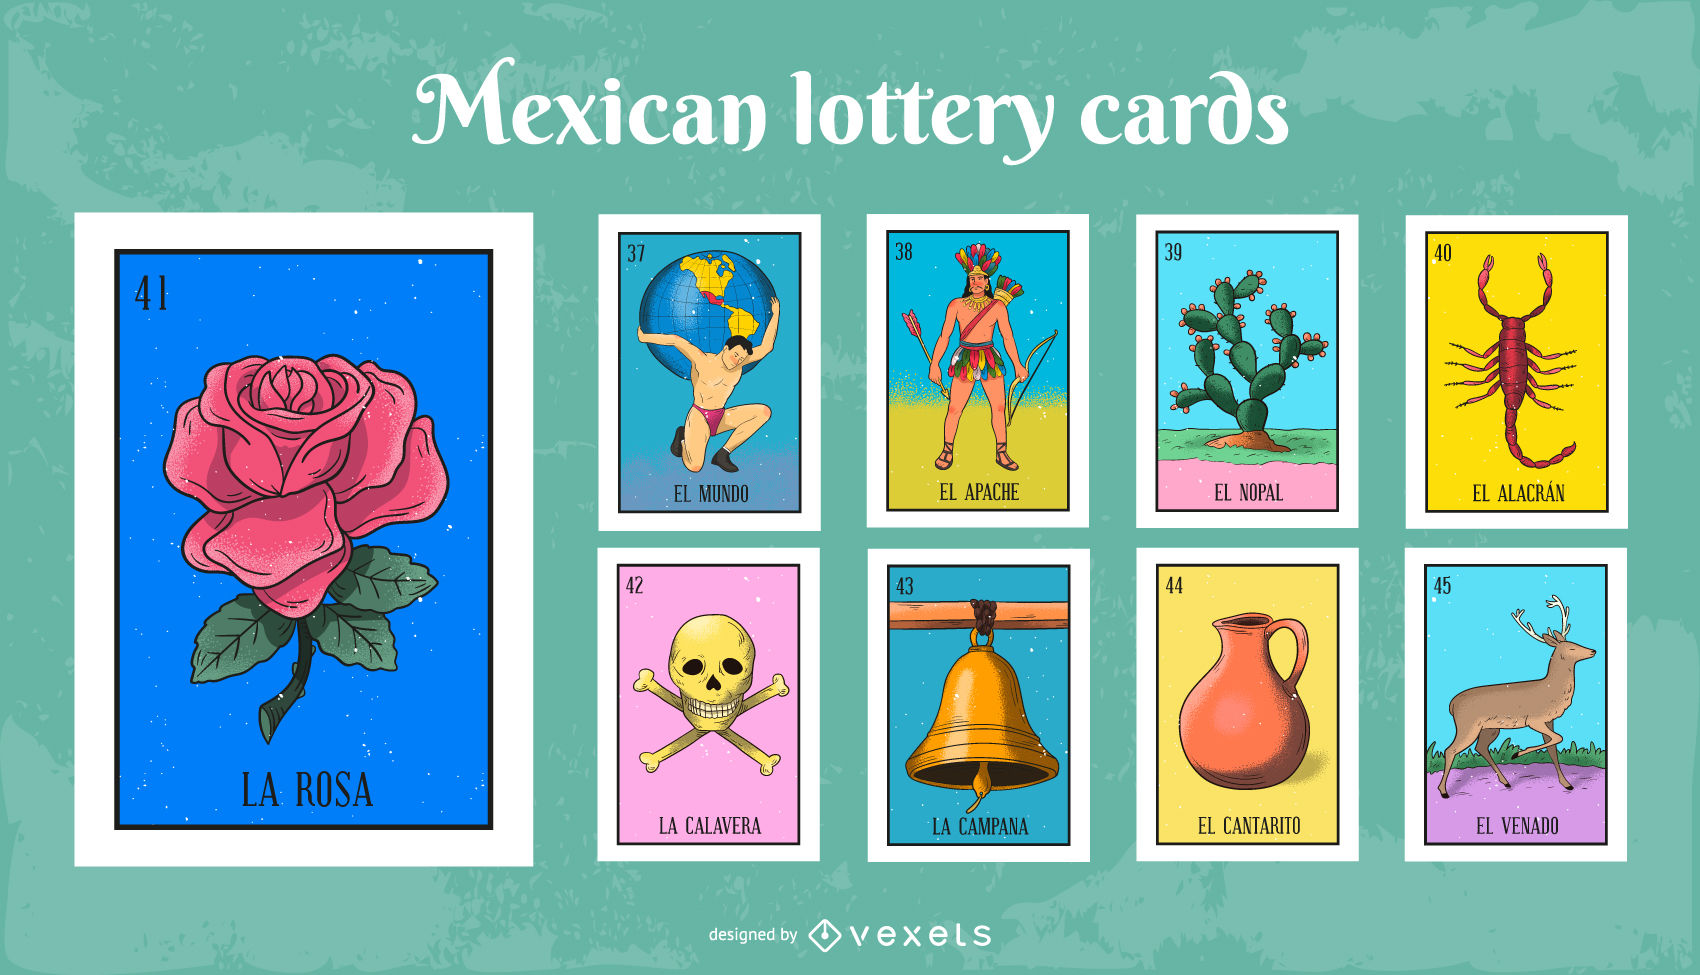 Mexican lottery cards
41
LA ROSA
37
EL MUNDO
38
EL APACHE
39
EL NOPAL
40
EL ALACRÁN
42
LA CALAVERA
43
LA CAMPANA
44
EL CANTARITO
45
EL VENADO
designed by vexels